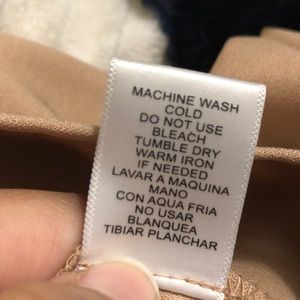 MACHINE WASH
COLD
DO NOT USE
BLEACH
TUMBLE DRY
WARM IRON
IF NEEDED
LAVAR A MAQUINA
MANO
CON AQUA FRIA
NO USAR
BLANQUEA
TIBIAR PLANCHAR